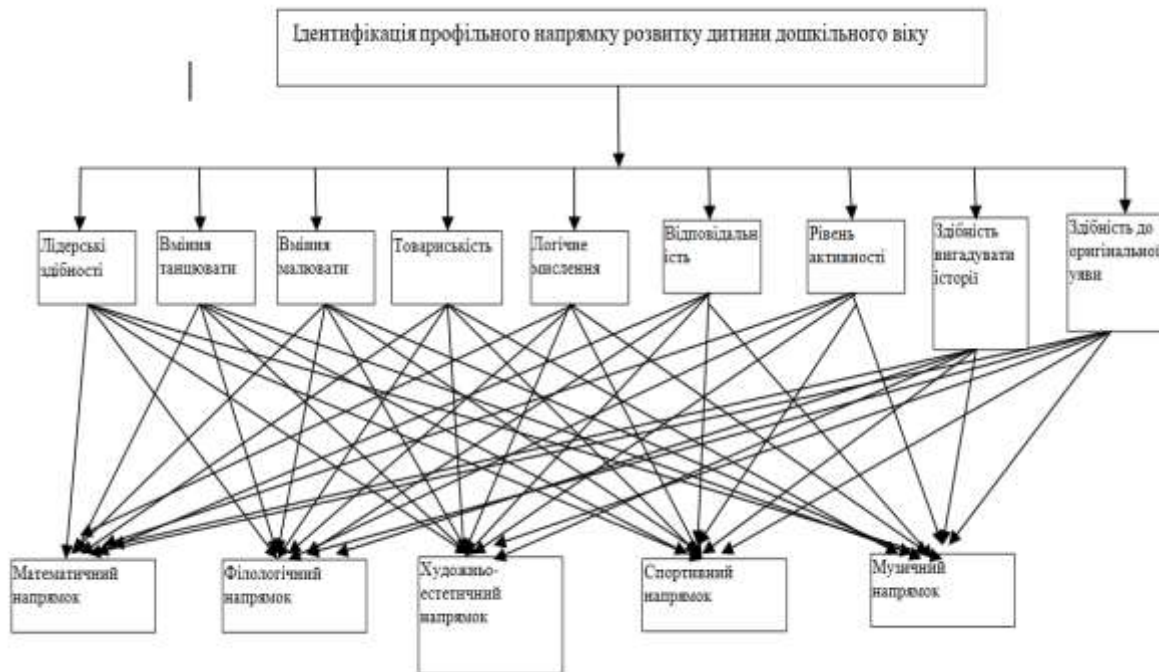 Ідентифікація профільного напрямку розвитку дитини дошкільного віку
Лідерські
здібності
Вміння
танцювати
Вміння
малювати
Товариськість
Логічне
мислення
Відповідальн
ість
Рівень
активності
Здібність
вигадувати
історії
Здібність до
оригінальної
уяви
Математичний
напрямок
Філологічний
напрямок
Художньо-
естетичний
напрямок
Спортивний
напрямок
Музичний
напрямок